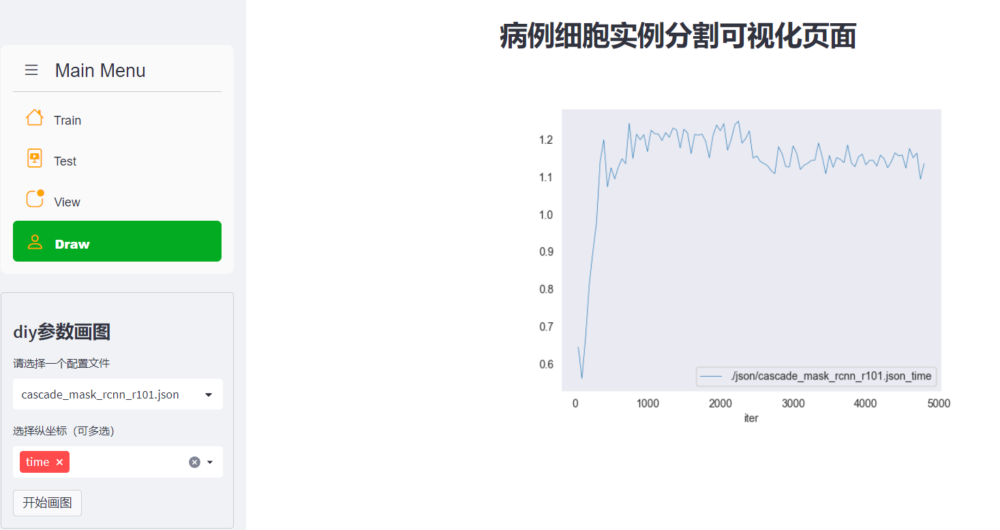 Main Menu
Train
Test
View
Draw
diy参数画图
请选择一个配置文件
cascade_mask_rcnn_r101.json
选择纵坐标（可多选）
time
开始画图
病例细胞实例分割可视化页面
1.2
1.1
1.0
0.9
0.8
0.7
0.6
./json/cascade_mask_rcnn_r101.json_time
0 1000 2000 3000 4000 5000
iter